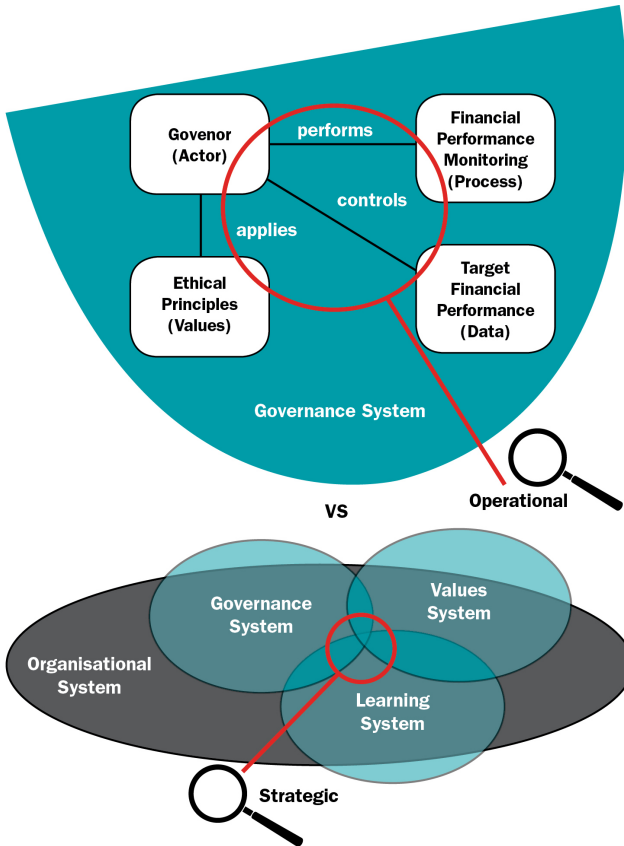 Govenor
(Actor)
performs
Financial
Performance
Monitoring
(Process)
controls
applies
Ethical
Principles
(Values)
Target
Financial
Performance
(Data)
Governance System
Operational
VS
Governance
System
Values
System
Organisational
System
Learning
System
Strategic